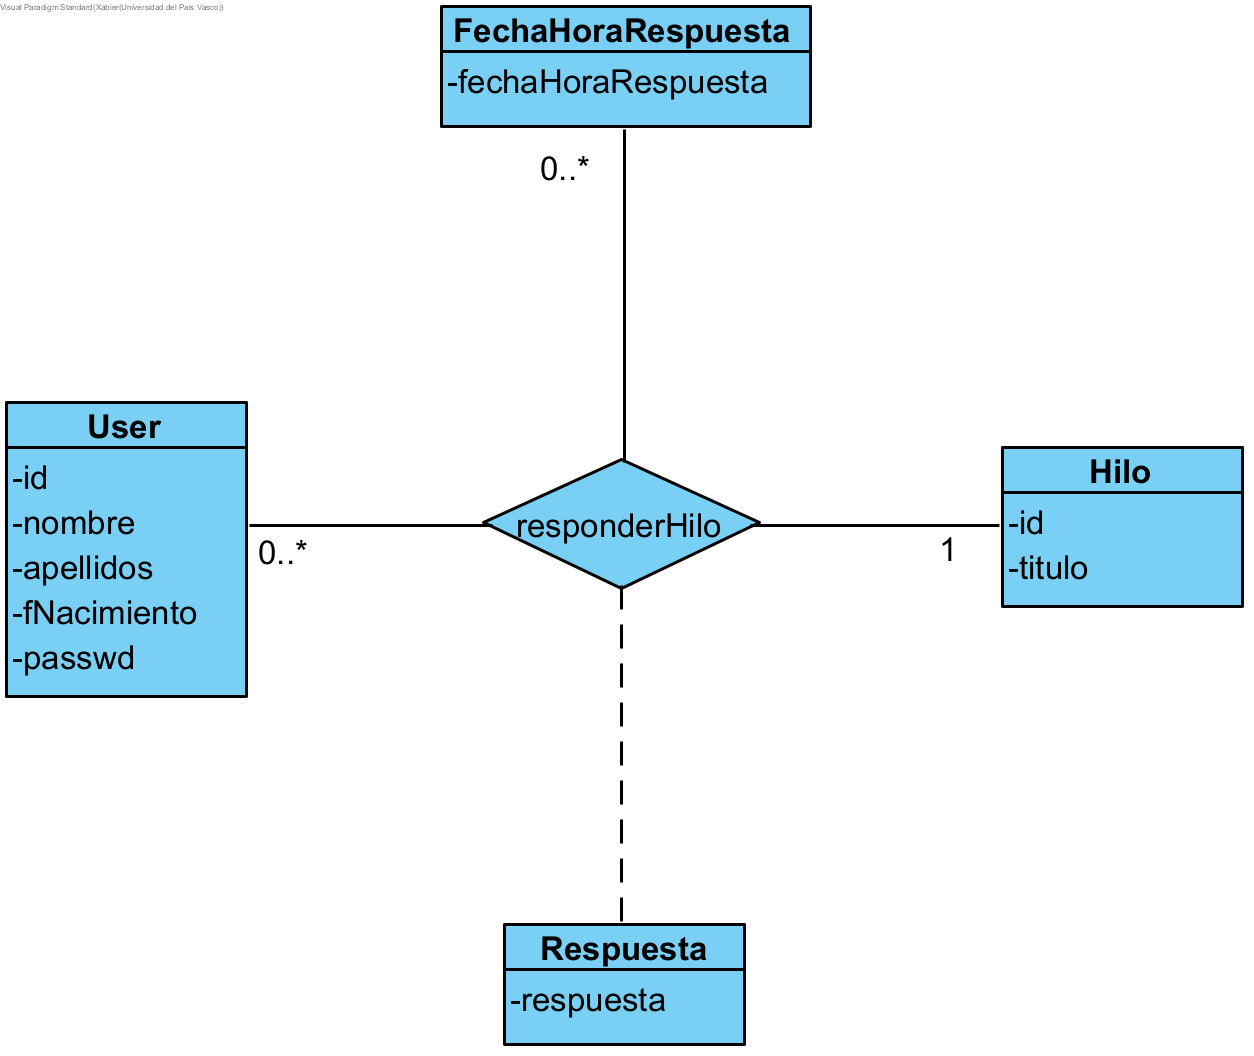 Visual Paradigm Standard(Xabier(Universidad del Pais Vasco))
FechaHoraRespuesta
-fechaHoraRespuesta
0..*
User
-id
-nombre
-apellidos
-fNacimiento
-passwd
0..*
responderHilo
1
Hilo
-id
-titulo
Respuesta
-respuesta